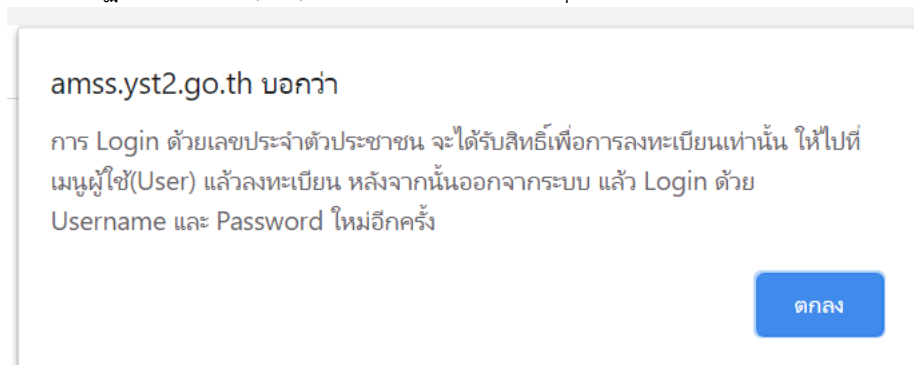 amss.yst2.go.th บอกว่า
การ Login ด้วยเลขประจำตัวประชาชน จะได้รับสิทธิ์เพื่อการลงทะเบียนเท่านั้น ให้ไปที่
เมนูผู้ใช้(User) แล้วลงทะเบียน หลังจากนั้นออกจากระบบ แล้ว Login ด้วย
Username และ Password ใหม่อีกครั้ง
ตกลง